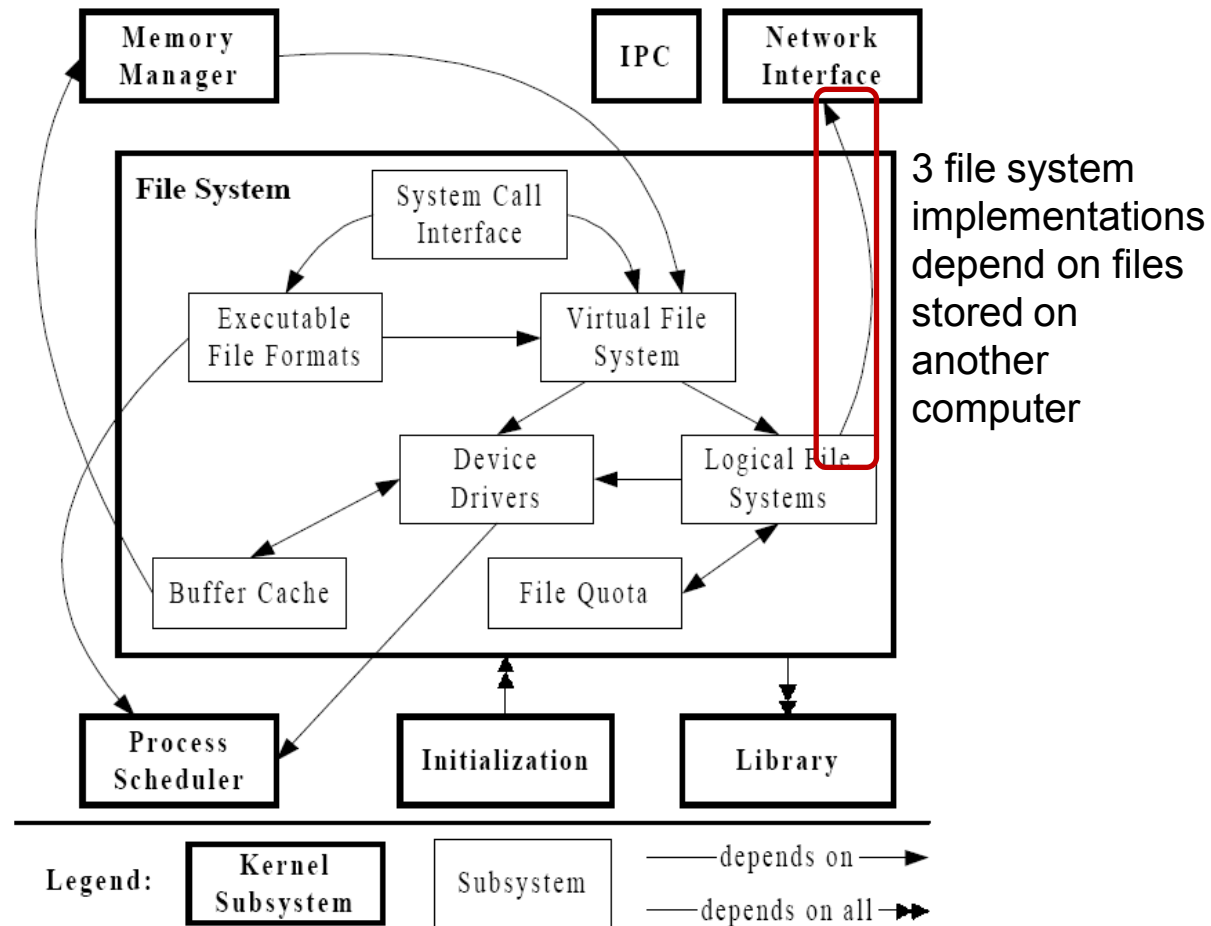 Memory
Manager
IPC
Network
Interface
File System
System Call
Interface
Executable
File Formats
Virtual File
System
Device
Drivers
Logical File
Systems
Buffer Cache
File Quota
3 file system
implementations
depend on files
stored on
another
computer
Process
Scheduler
Initialization
Library
Legend:
Kernel
Subsystem
Subsystem
depends on
depends on all